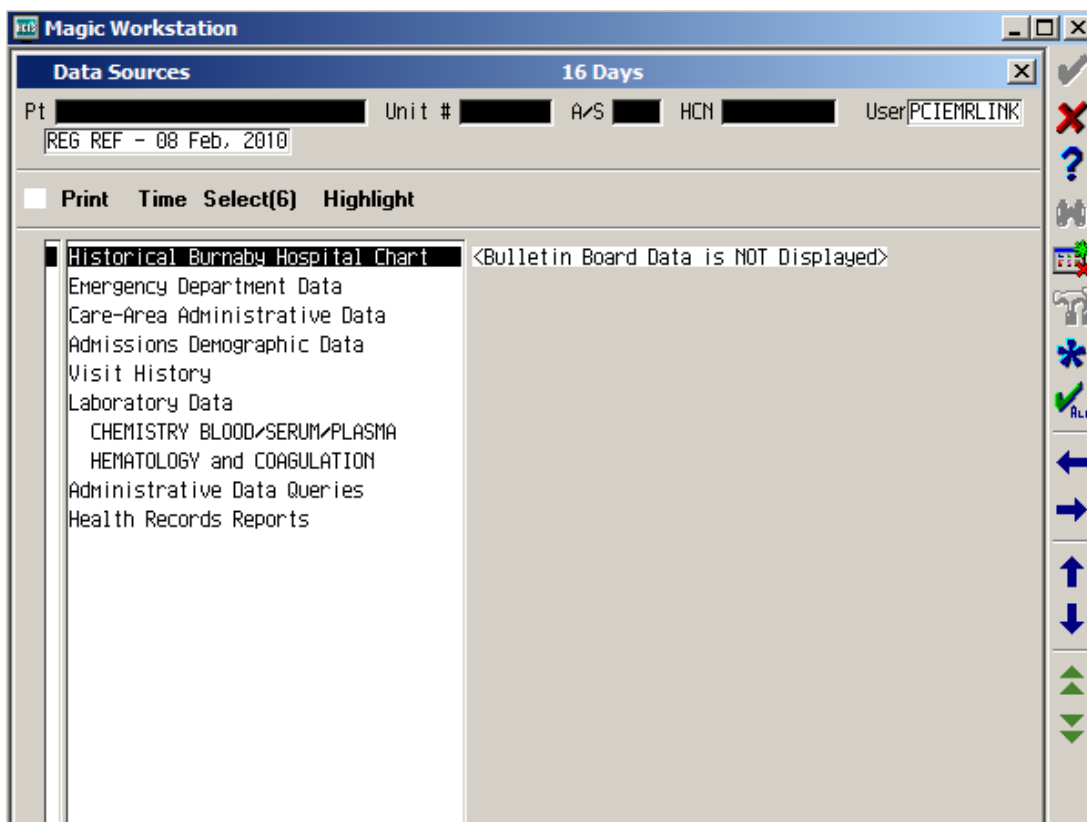 Magic Workstation
Data Sources 16 Days
Pt Unit # A/S HCN User PCIEMRLINK
REG REF - 08 Feb, 2010
Print Time Select(6) Highlight
Historical Burnaby Hospital Chart <Bulletin Board Data is NOT Displayed>
Emergency Department Data
Care-Area Administrative Data
Admissions Demographic Data
Visit History
Laboratory Data
CHEMISTRY BLOOD/SERUM/PLASMA
HEMATOLOGY and COAGULATION
Administrative Data Queries
Health Records Reports